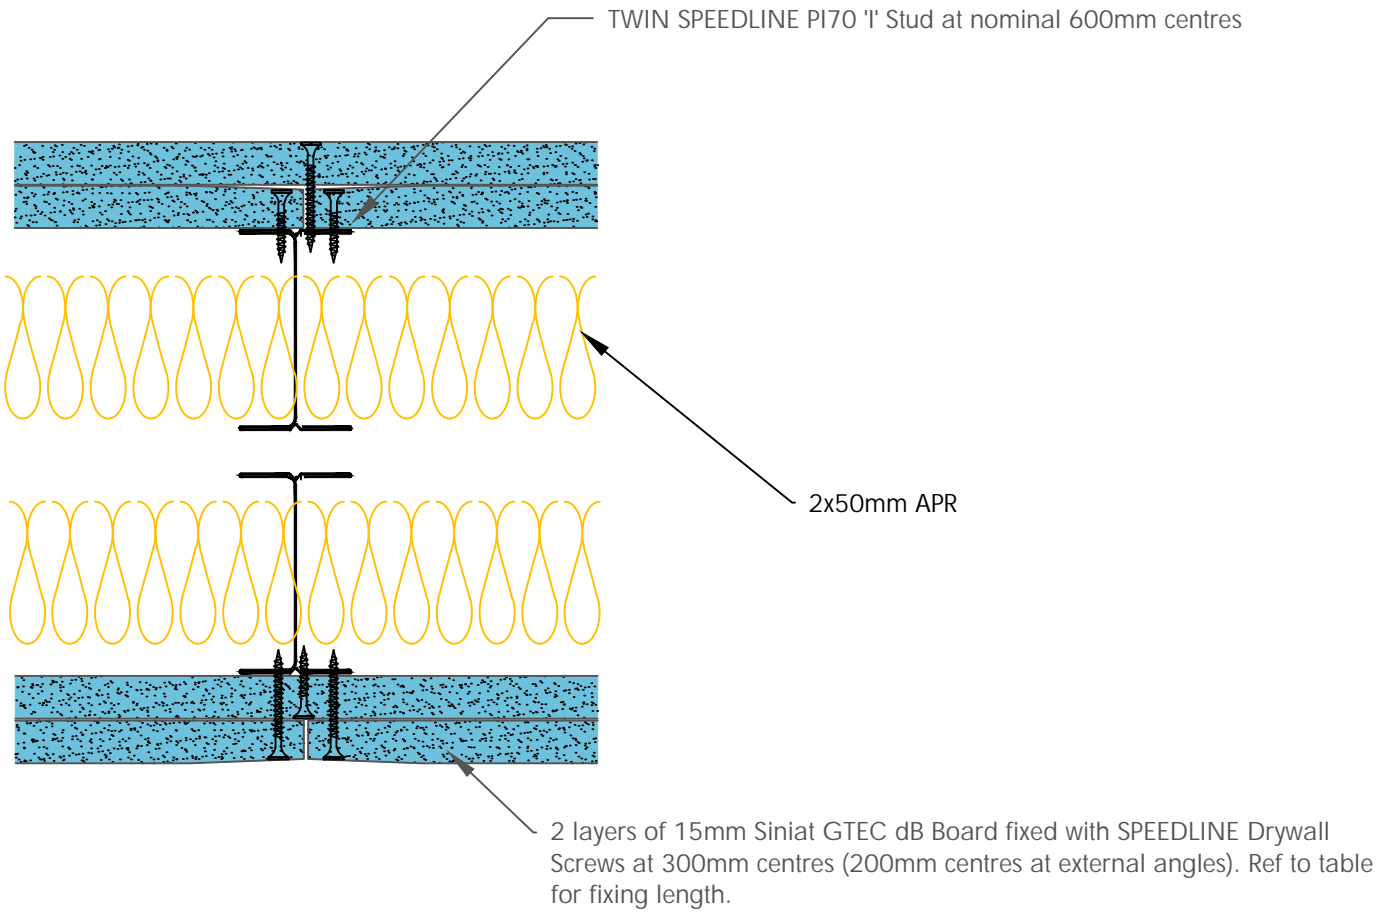 TWIN SPEEDLINE PI70 'I' Stud at nominal 600mm centres
2x50mm APR
2 layers of 15mm Siniat GTEC dB Board fixed with SPEEDLINE Drywall
Screws at 300mm centres (200mm centres at external angles). Ref to table
for fixing length.